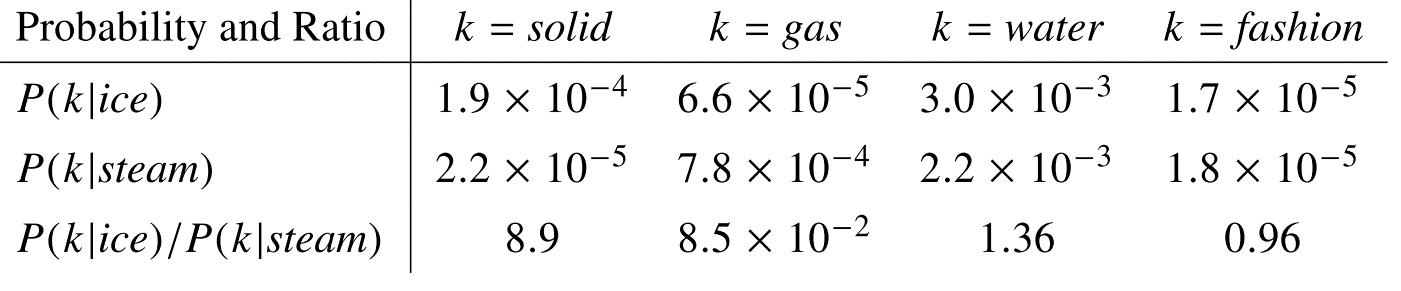 Probability and Ratio k = solid k = gas k = water k = fashion
P(k|ice) 1.9 × 10⁻⁴ 6.6 × 10⁻⁵ 3.0 × 10⁻³ 1.7 × 10⁻⁵
P(k|steam) 2.2 × 10⁻⁵ 7.8 × 10⁻⁴ 2.2 × 10⁻³ 1.8 × 10⁻⁵
P(k|ice)/P(k|steam) 8.9 8.5 × 10⁻² 1.36 0.96